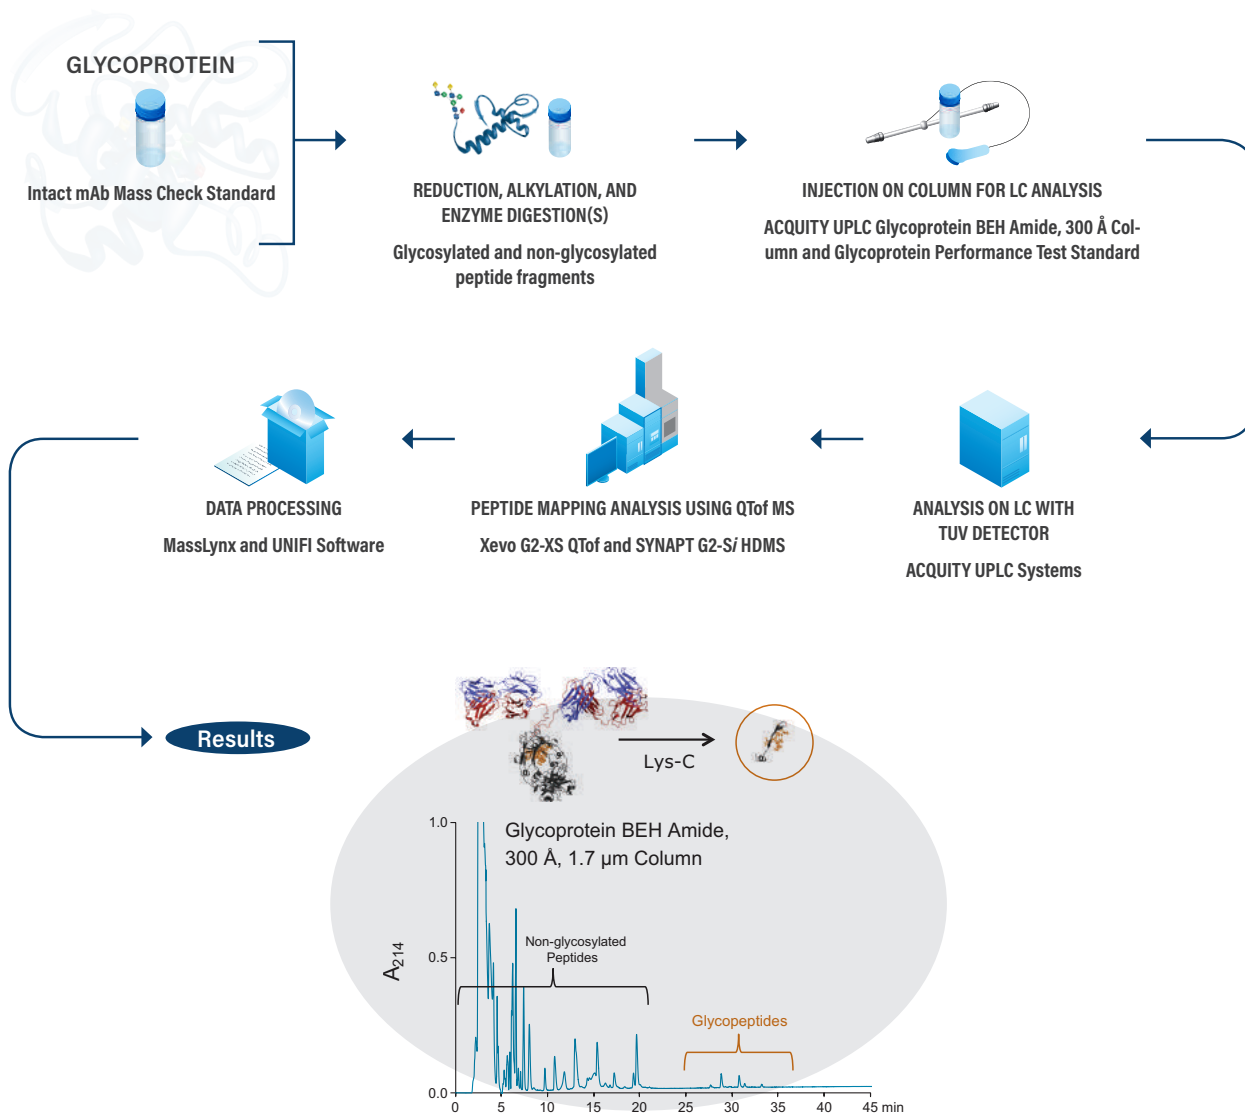 GLYCOPROTEIN
Intact mAb Mass Check Standard
REDUCTION, ALKYLATION, AND
ENZYME DIGESTION(S)
Glycosylated and non-glycosylated
peptide fragments
INJECTION ON COLUMN FOR LC ANALYSIS
ACQUITY UPLC Glycoprotein BEH Amide, 300 Å Col-
umn and Glycoprotein Performance Test Standard
DATA PROCESSING
MassLynx and UNIFI Software
PEPTIDE MAPPING ANALYSIS USING QTof MS
Xevo G2-XS QTof and SYNAPT G2-Si HDMS
ANALYSIS ON LC WITH
TUV DETECTOR
ACQUITY UPLC Systems
Results
Lys-C
Glycoprotein BEH Amide,
300 Å, 1.7 µm Column
1.0
0.5
0.0
A214
Non-glycosylated
Peptides
Glycopeptides
0 5 10 15 20 25 30 35 40 45 min